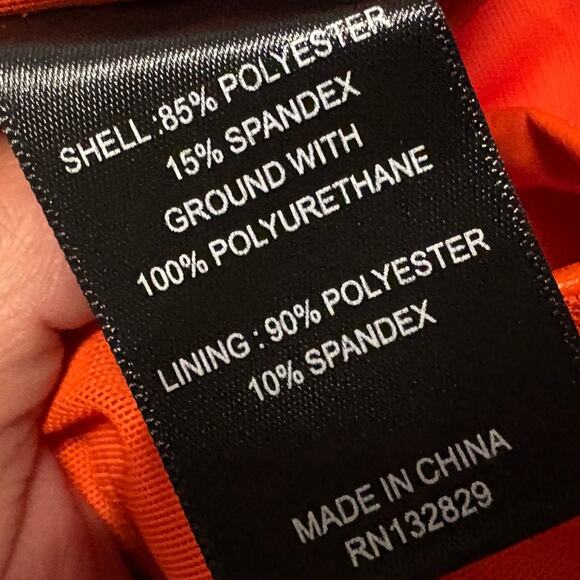 SHELL :85% POLYESTER
15% SPANDEX
GROUND WITH
100% POLYURETHANE
LINING : 90% POLYESTER
10% SPANDEX
MADE IN CHINA
RN132829